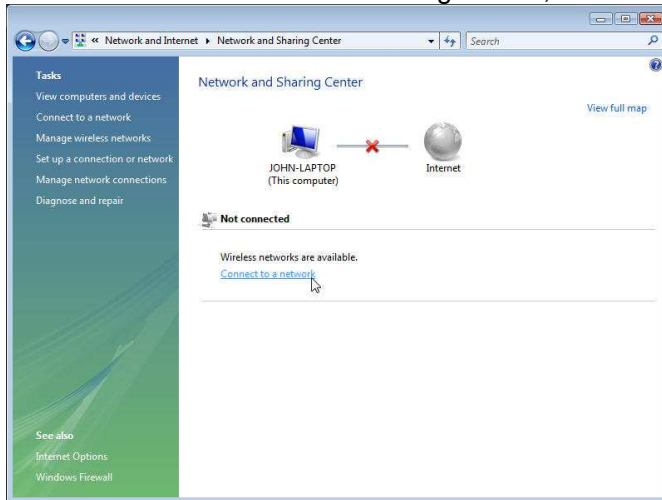 « Network and Internet ▸ Network and Sharing Center
Search
Tasks
View computers and devices
Connect to a network
Manage wireless networks
Set up a connection or network
Manage network connections
Diagnose and repair
See also
Internet Options
Windows Firewall
Network and Sharing Center
View full map
JOHN-LAPTOP
(This computer)
Internet
Not connected
Wireless networks are available.
Connect to a network